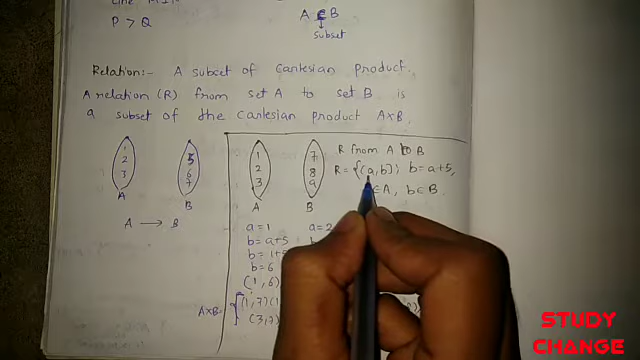 P > Q
A ⊂ B
Subset
Relation:- A subset of Cartesian product.
A relation (R) from set A to set B is
a subset of the cartesian product A×B.
1
2
3
A
5
6
7
B
A → B
1
2
3
A
7
8
9
B
R from A to B
R = {(a, b); b = a+5,
∈ A, b ∈ B
a = 1
b = a+5
b = 1+5
b = 6
(1, 6)
a = 2
A×B = {(1,7)
(3,7)
STUDY
CHANGE